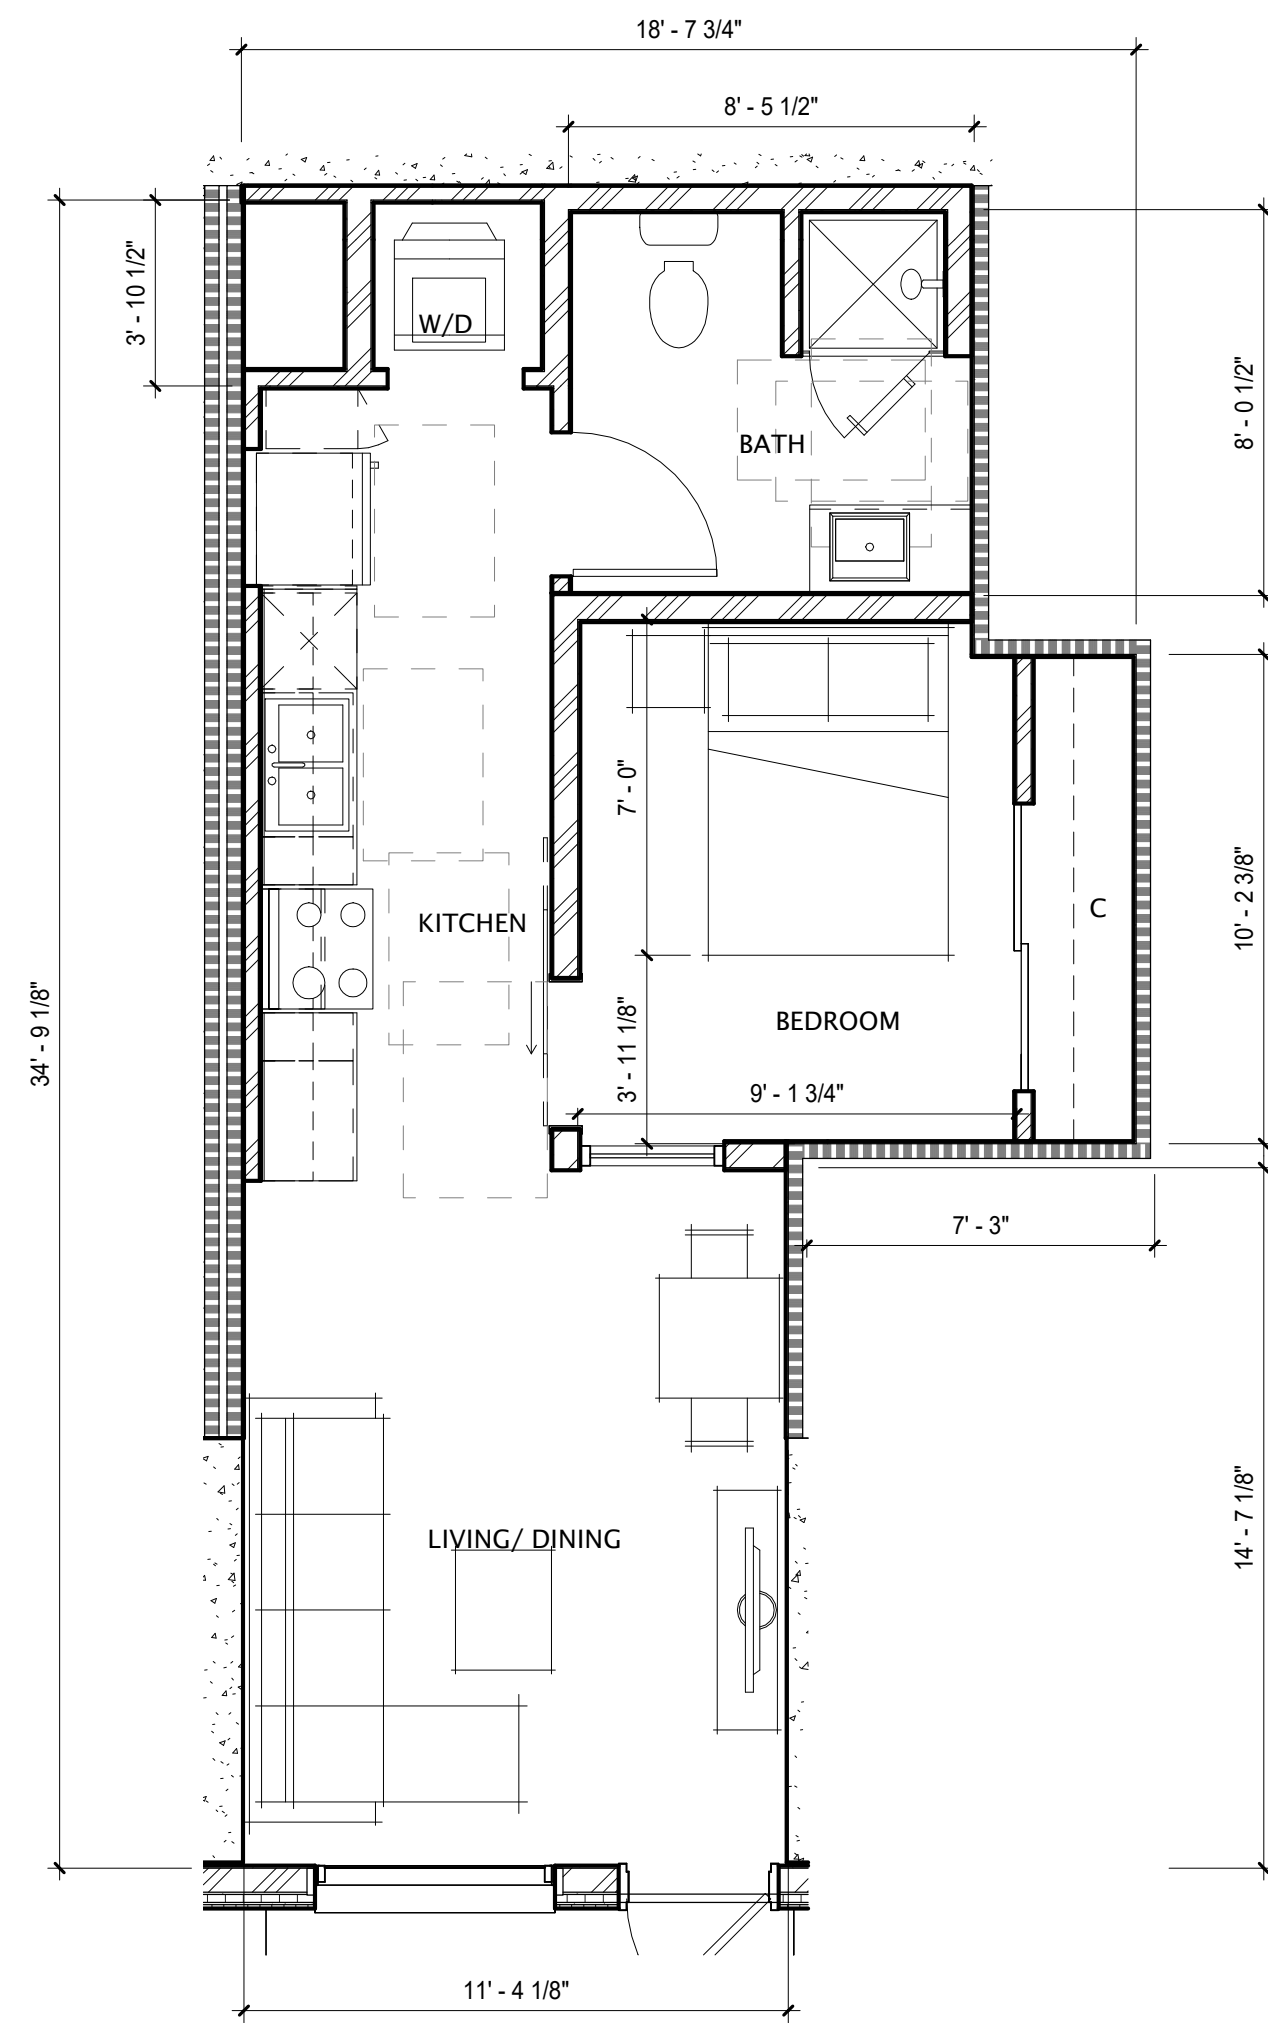 18' - 7 3/4"
8' - 5 1/2"
3' - 10 1/2"
W/D
8' - 0 1/2"
BATH
7' - 0"
KITCHEN
C
10' - 2 3/8"
34' - 9 1/8"
BEDROOM
3' - 11 1/8"
9' - 1 3/4"
7' - 3"
LIVING/ DINING
14' - 7 1/8"
11' - 4 1/8"